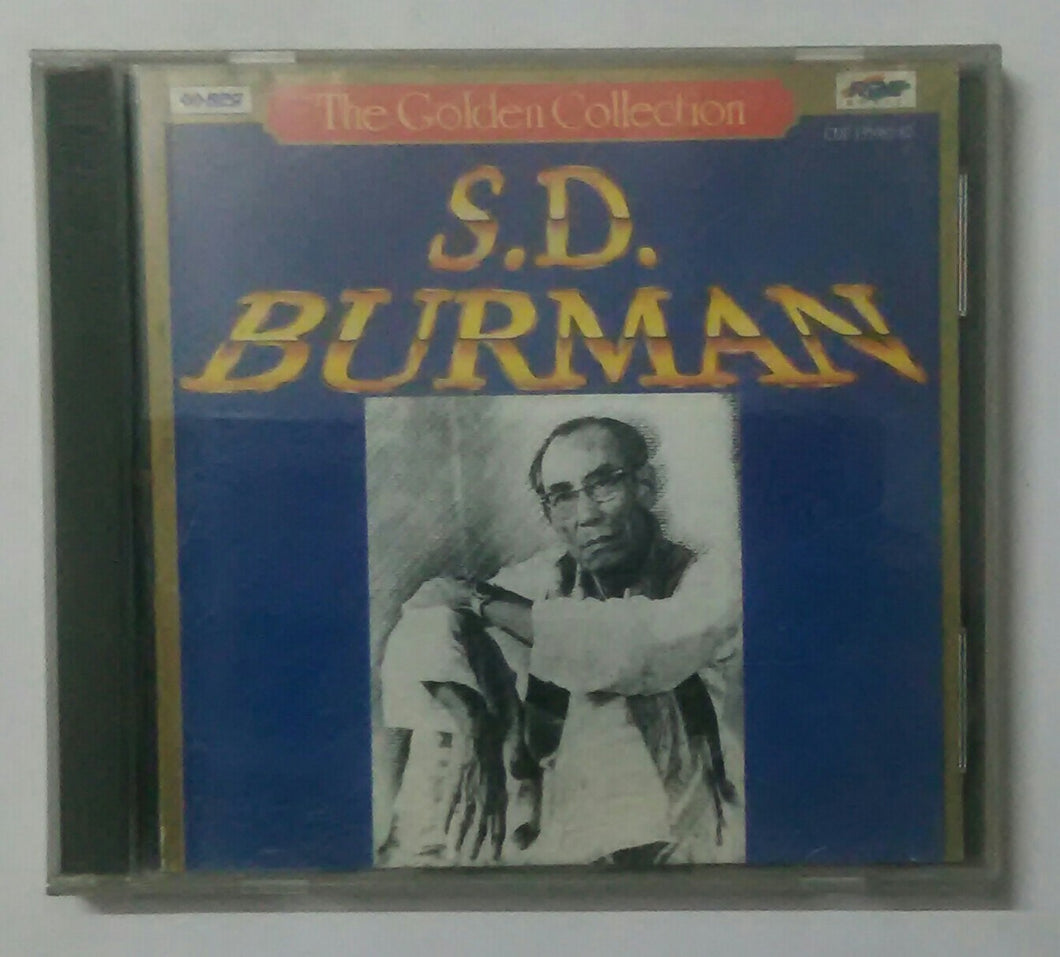 The Golden Collection
S.D.
BURMAN